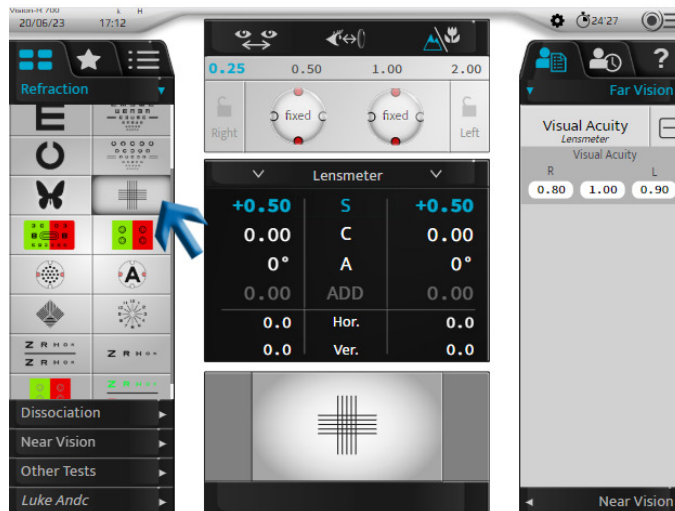 Vision-R 700
20/06/23 17:12
24'27
Refraction
Z R H O K
Z R H O K
Z R H O K
A
Dissociation
Near Vision
Other Tests
Luke Andc
0.25 0.50 1.00 2.00
Right fixed fixed Left
Lensmeter
+0.50 S +0.50
0.00 C 0.00
0° A 0°
0.00 ADD 0.00
0.0 Hor. 0.0
0.0 Ver. 0.0
?
Far Vision
Visual Acuity
Lensmeter
Visual Acuity
R L
0.80 1.00 0.90
Near Vision